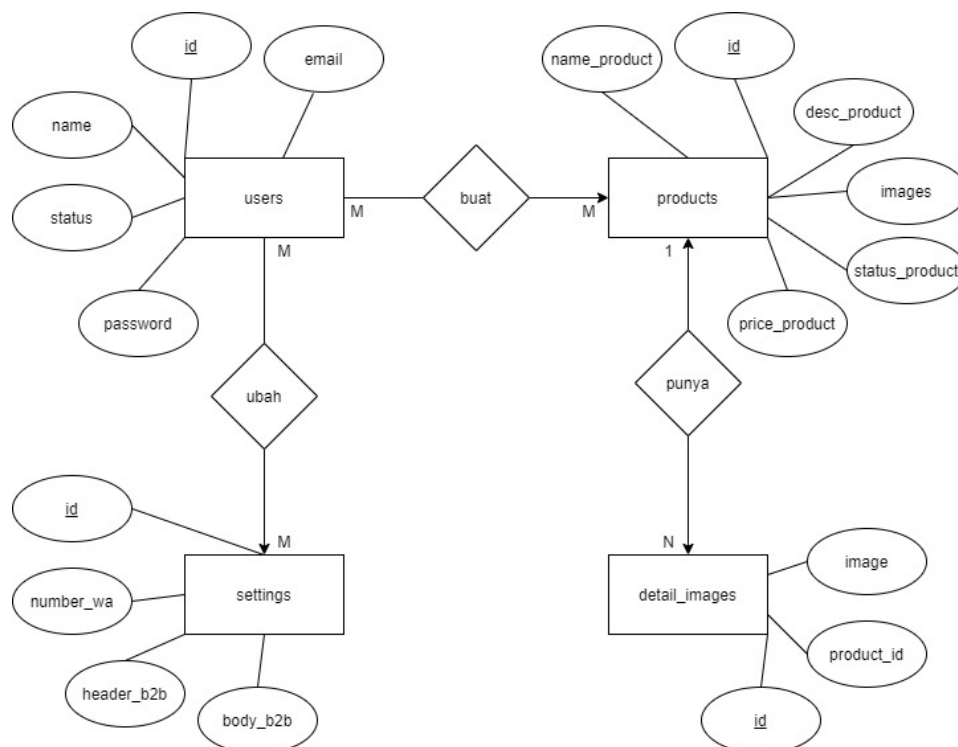 id
email
name_product
id
name
desc_product
users
M
buat
M
products
images
status
M
1
status_product
password
price_product
ubah
punya
id
M
N
number_wa
settings
detail_images
image
product_id
header_b2b
body_b2b
id